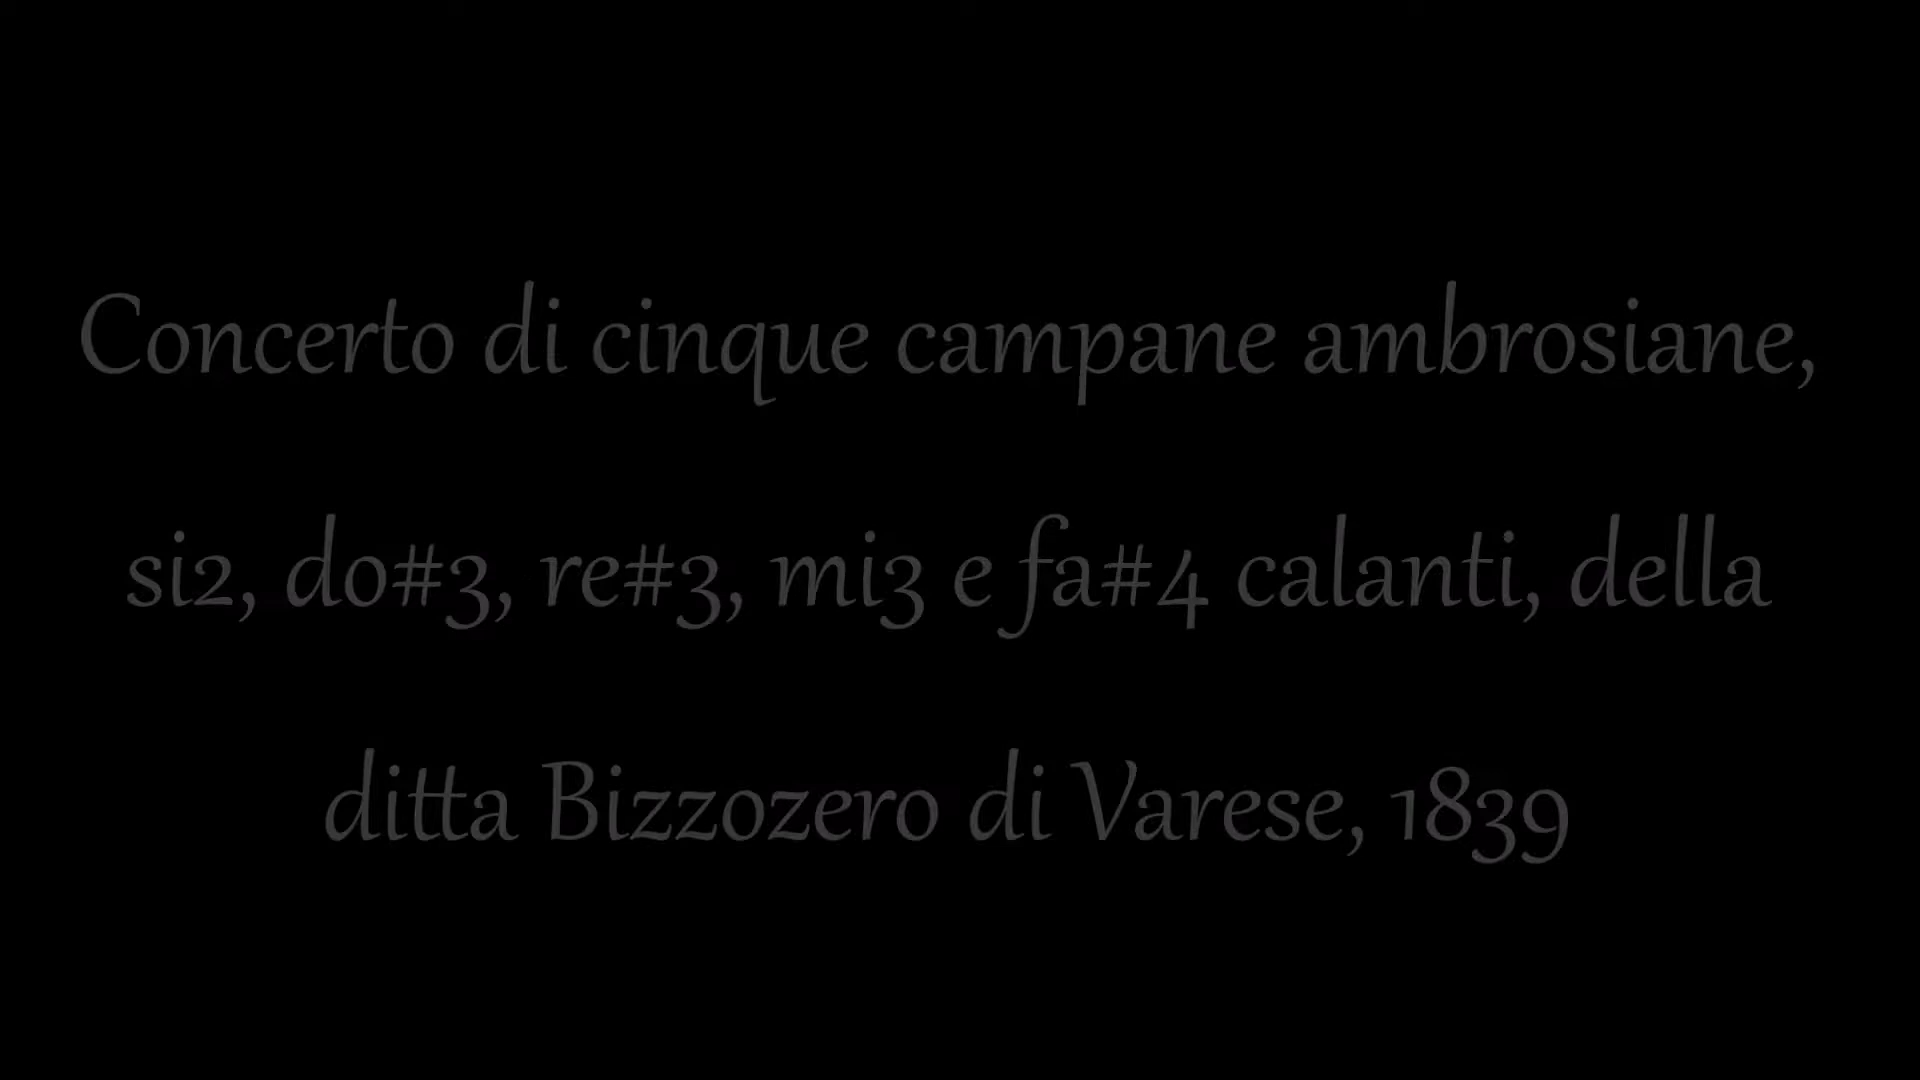 Concerto di cinque campane ambrosiane,
si2, do#3, re#3, mi3 e fa#4 calanti, della
ditta Bizzozero di Varese, 1839